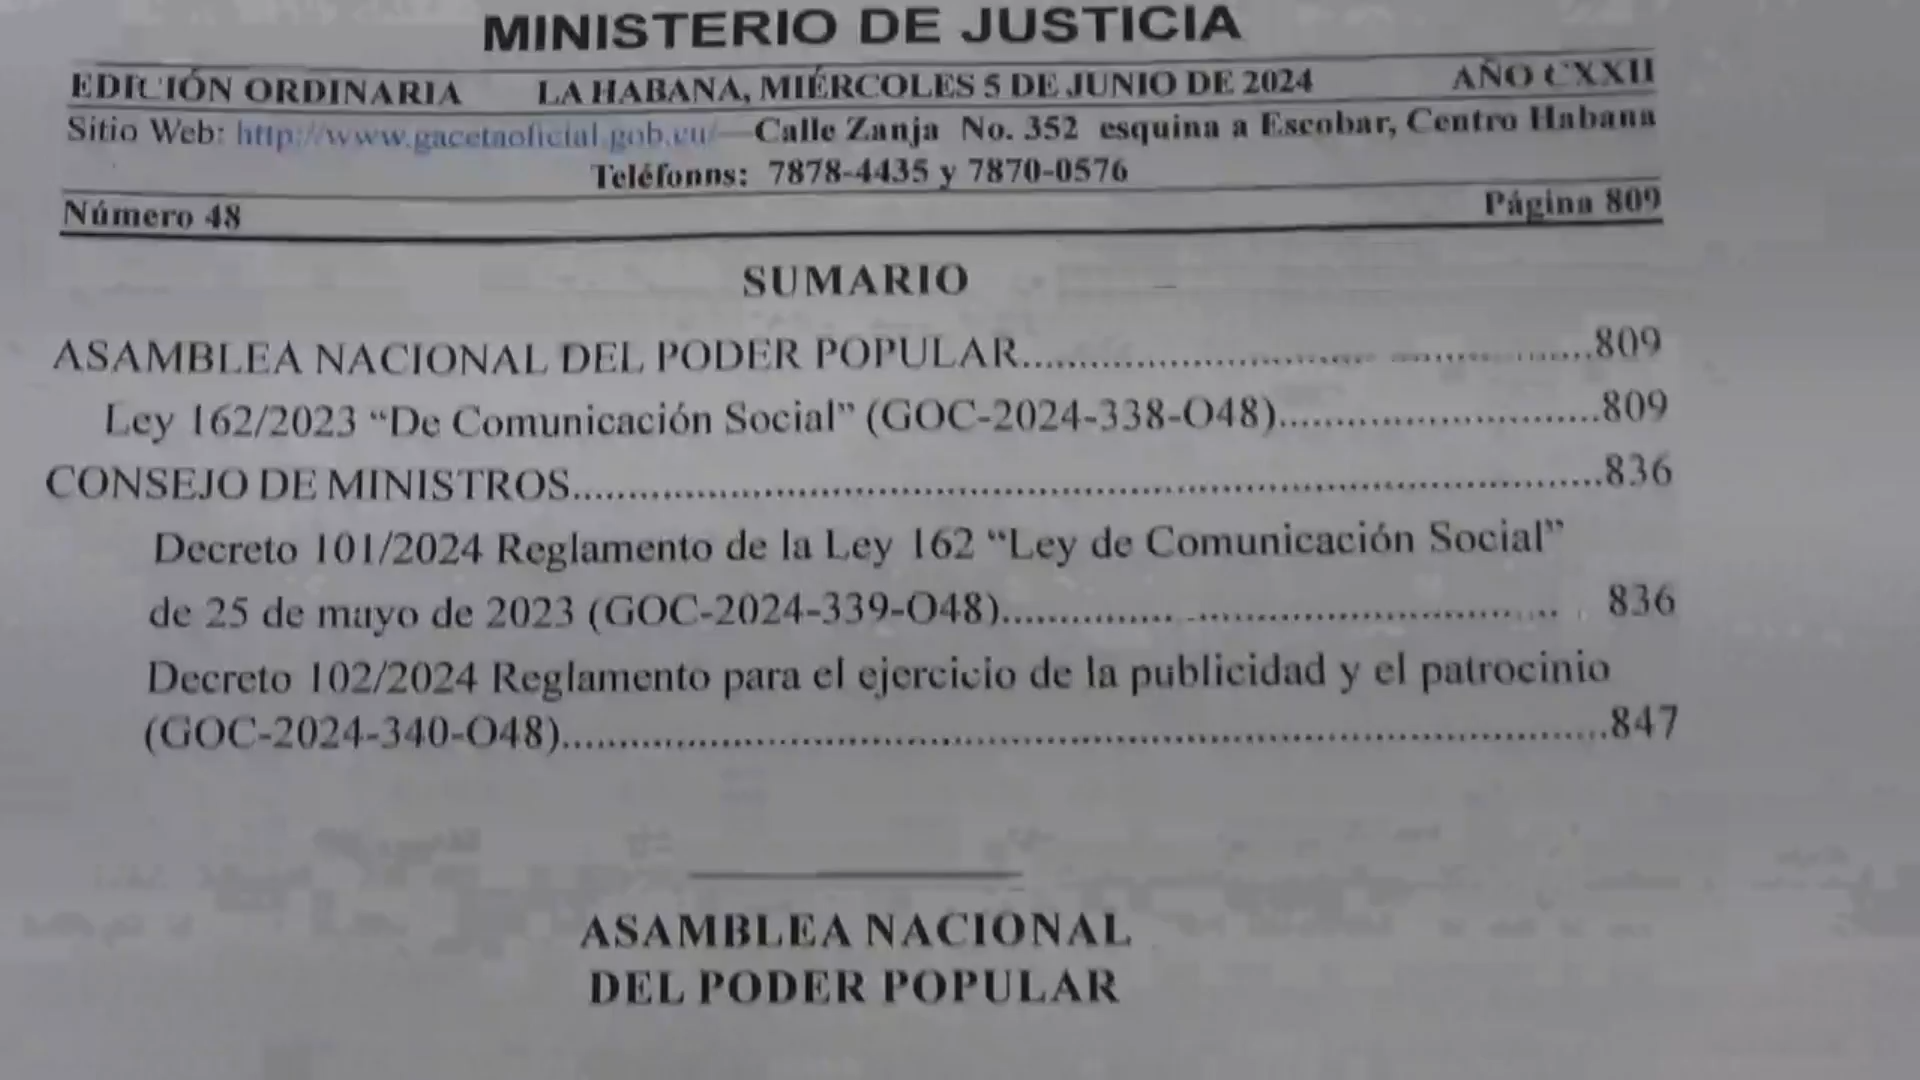 MINISTERIO DE JUSTICIA
EDICIÓN ORDINARIA LA HABANA, MIÉRCOLES 5 DE JUNIO DE 2024 AÑO CXXII
Sitio Web: http://www.gacetaoficial.gob.cu/—Calle Zanja No. 352 esquina a Escobar, Centro Habana
Teléfonos: 7878-4435 y 7870-0576
Número 48 Página 809
SUMARIO
ASAMBLEA NACIONAL DEL PODER POPULAR................................................809
Ley 162/2023 “De Comunicación Social” (GOC-2024-338-O48)...........................809
CONSEJO DE MINISTROS.....................................................................................836
Decreto 101/2024 Reglamento de la Ley 162 “Ley de Comunicación Social”
de 25 de mayo de 2023 (GOC-2024-339-O48)............................................. 836
Decreto 102/2024 Reglamento para el ejercicio de la publicidad y el patrocinio
(GOC-2024-340-O48)......................................................................................847
ASAMBLEA NACIONAL
DEL PODER POPULAR